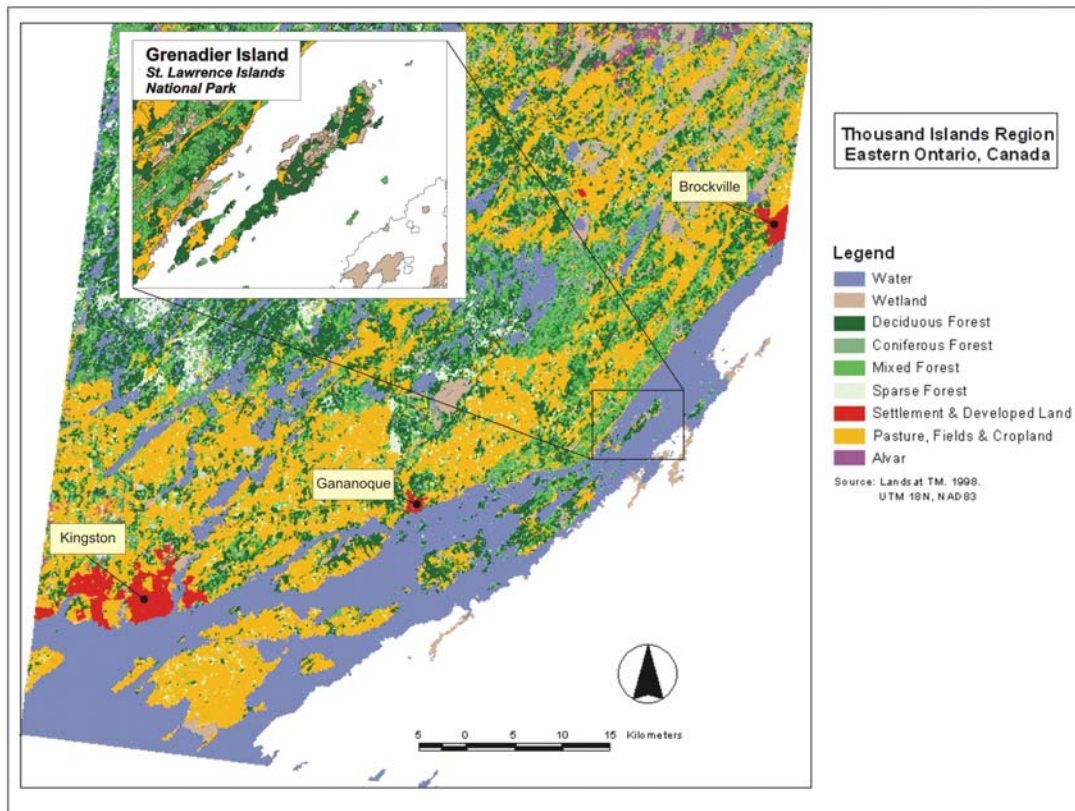 Grenadier Island
St. Lawrence Islands
National Park
Thousand Islands Region
Eastern Ontario, Canada
Brockville
Gananoque
Kingston
Legend
Water
Wetland
Deciduous Forest
Coniferous Forest
Mixed Forest
Sparse Forest
Settlement & Developed Land
Pasture, Fields & Cropland
Alvar
Source: Landsat TM. 1998.
UTM 18N, NAD83
5 0 5 10 15 Kilometers